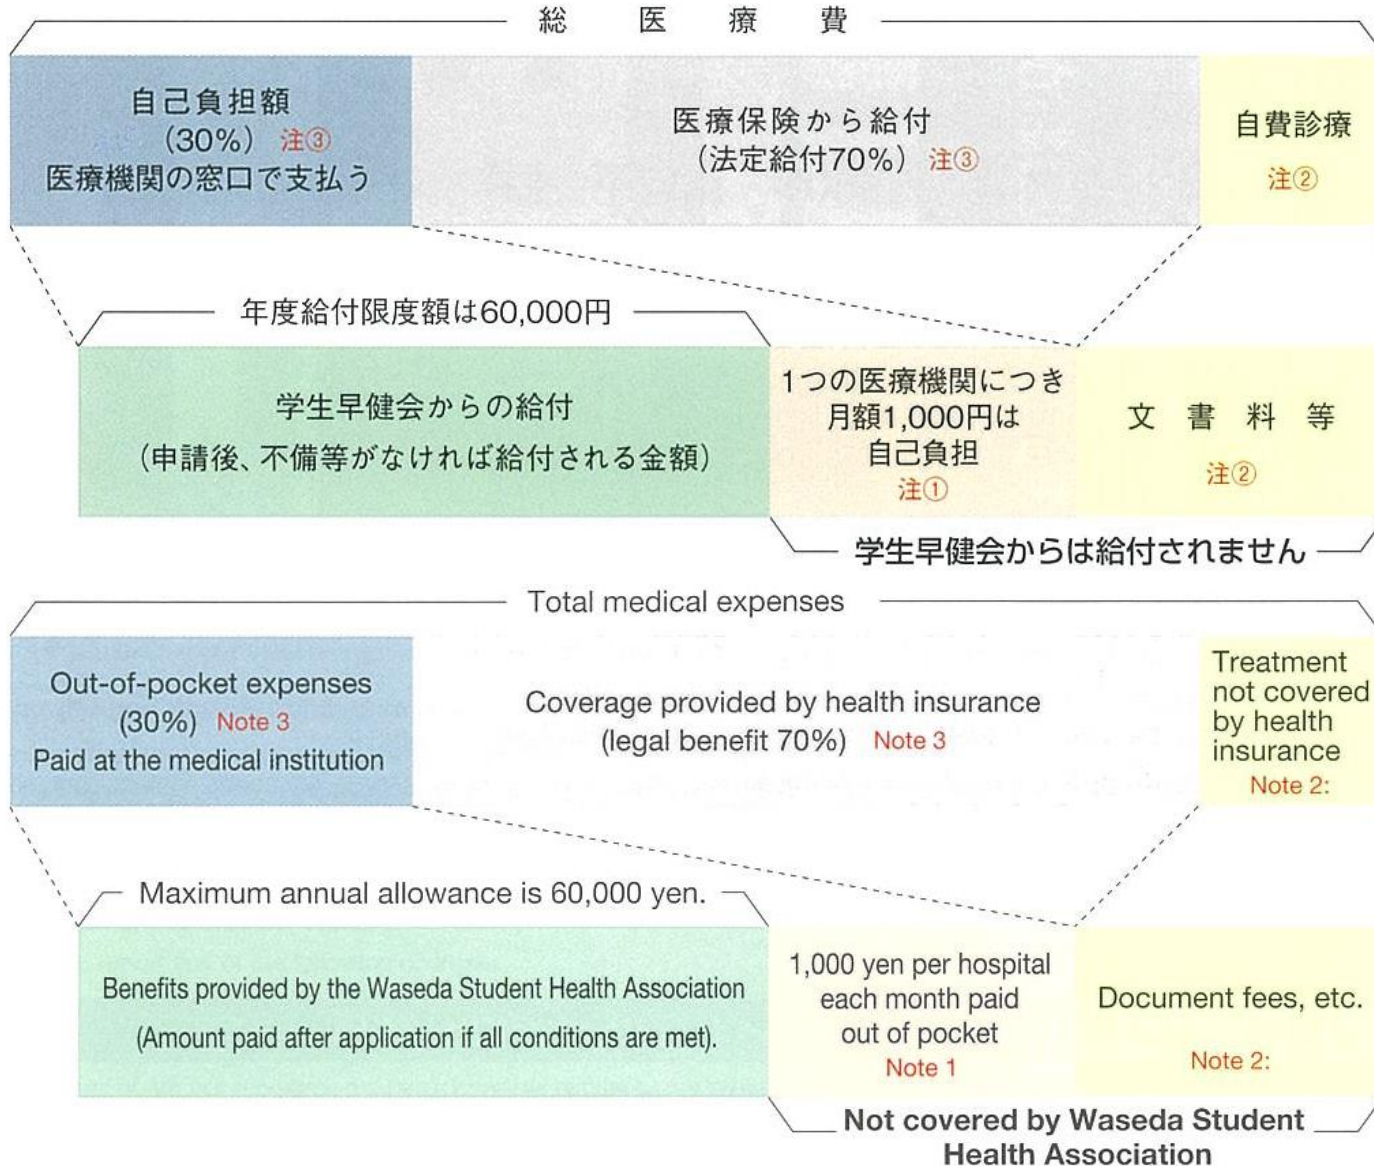 総医療費
自己負担額
(30%) 注③
医療機関の窓口で支払う
医療保険から給付
(法定給付70%) 注③
自費診療
注②
年度給付限度額は60,000円
学生早健会からの給付
(申請後、不備等がなければ給付される金額)
1つの医療機関につき
月額1,000円は
自己負担
注①
文書料等
注②
学生早健会からは給付されません
Total medical expenses
Out-of-pocket expenses
(30%) Note 3
Paid at the medical institution
Coverage provided by health insurance
(legal benefit 70%) Note 3
Treatment
not covered
by health
insurance
Note 2:
Maximum annual allowance is 60,000 yen.
Benefits provided by the Waseda Student Health Association
(Amount paid after application if all conditions are met).
1,000 yen per hospital
each month paid
out of pocket
Note 1
Document fees, etc.
Note 2:
Not covered by Waseda Student
Health Association